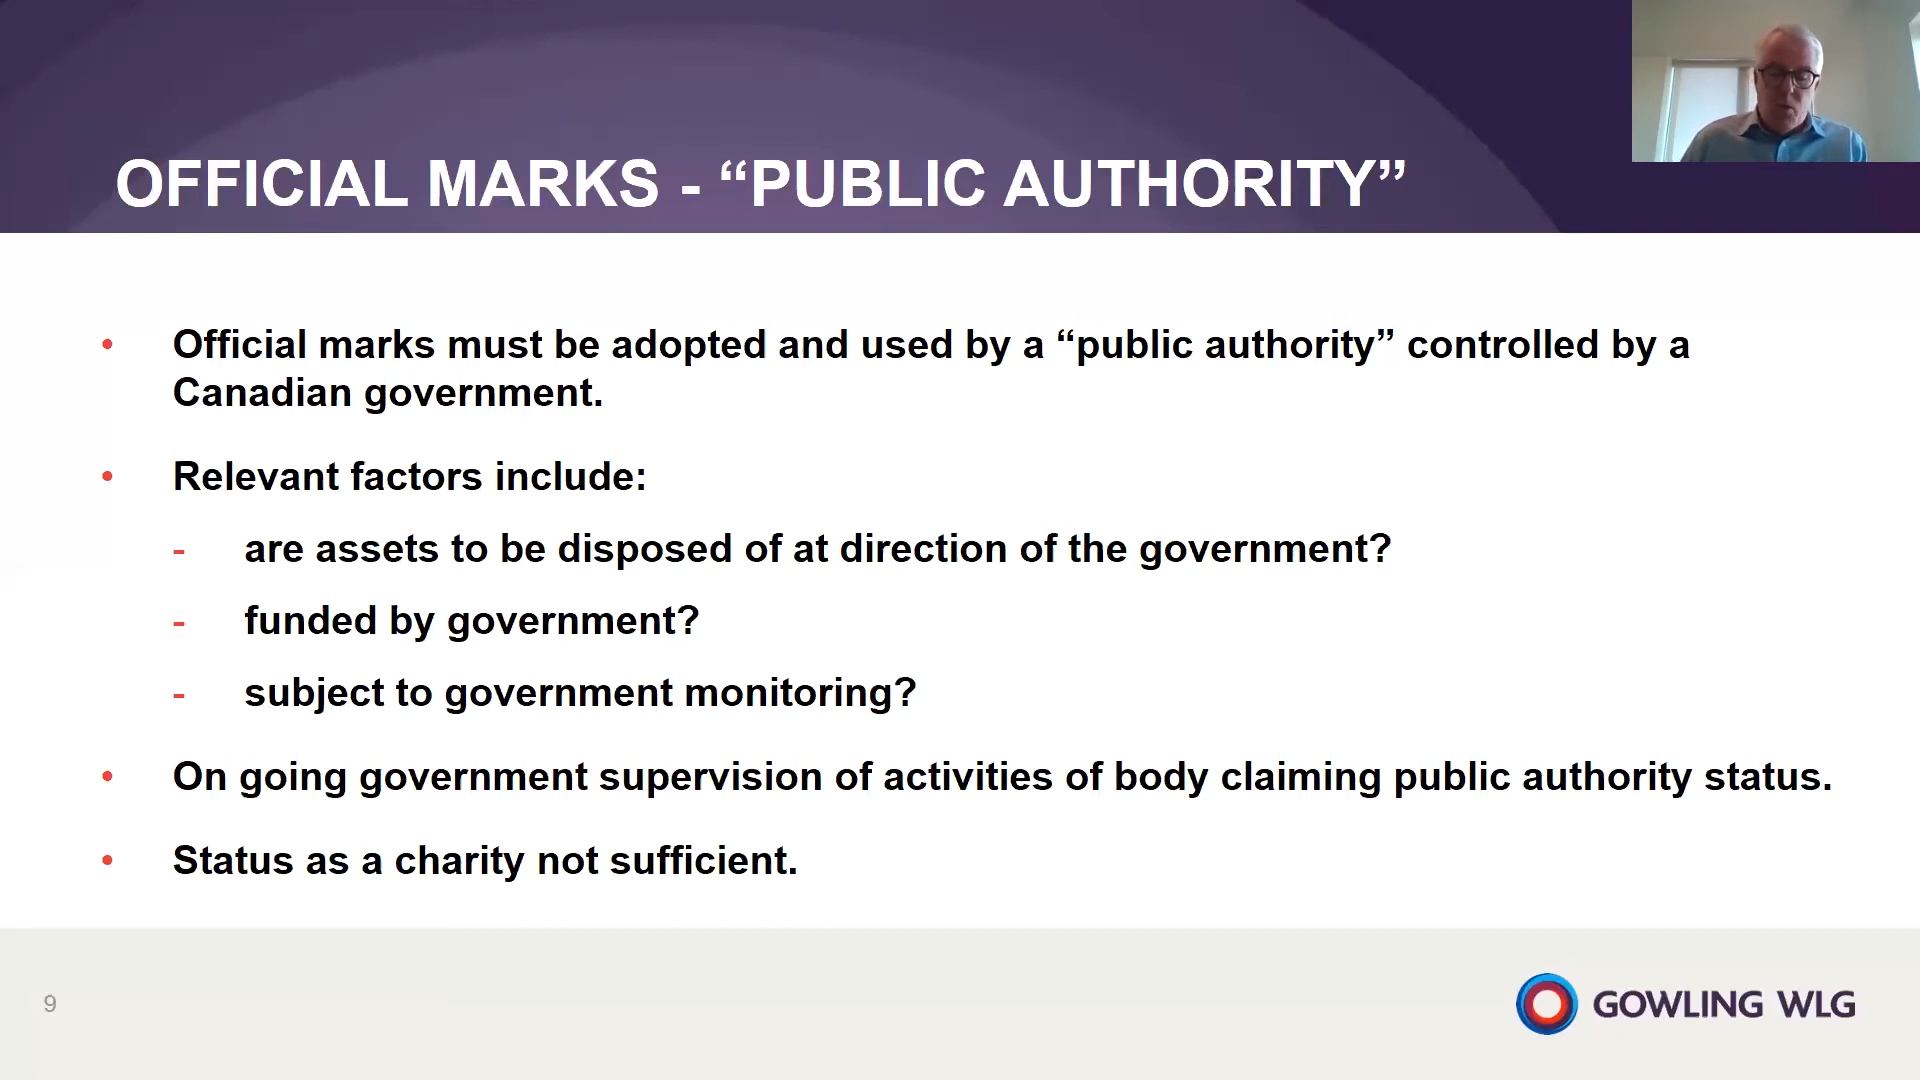 OFFICIAL MARKS - “PUBLIC AUTHORITY”
• Official marks must be adopted and used by a “public authority” controlled by a
Canadian government.
• Relevant factors include:
- are assets to be disposed of at direction of the government?
- funded by government?
- subject to government monitoring?
• On going government supervision of activities of body claiming public authority status.
• Status as a charity not sufficient.
9
GOWLING WLG